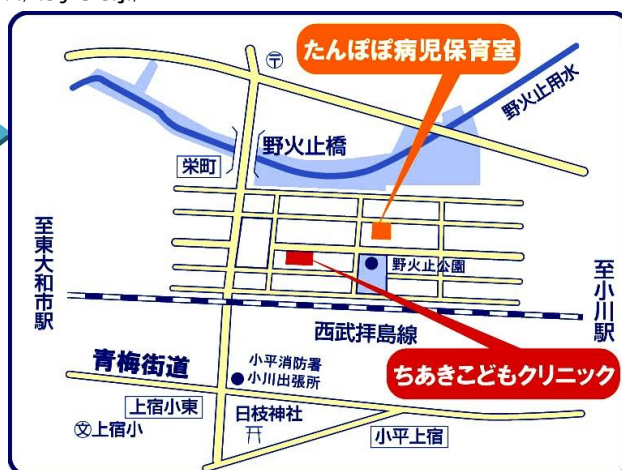 たんぽぽ病児保育室
〒
野火止用水
野火止橋
栄町
至東大和市駅
野火止公園
至小川駅
西武拝島線
青梅街道
小平消防署
小川出張所
ちあきこどもクリニック
上宿小東
日枝神社
文上宿小
小平上宿